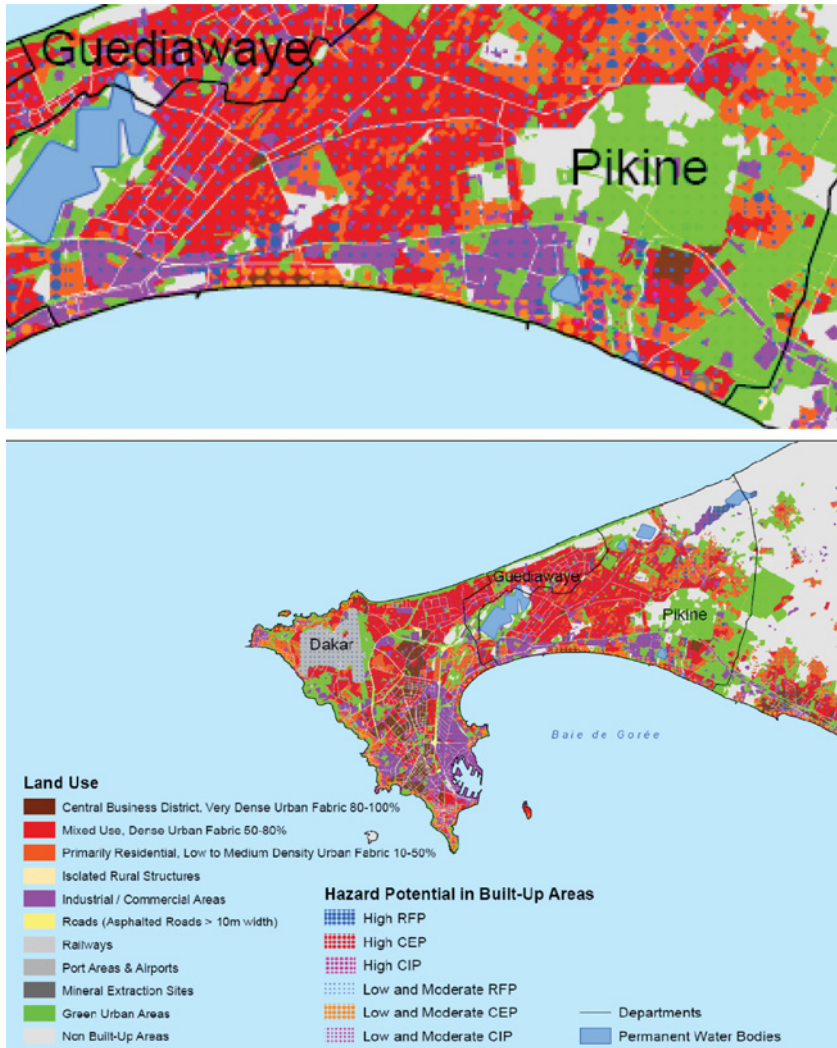 Guediawaye
Pikine
Guediawaye
Pikine
Dakar
Baie de Gorée
Land Use
Central Business District, Very Dense Urban Fabric 80-100%
Mixed Use, Dense Urban Fabric 50-80%
Primarily Residential, Low to Medium Density Urban Fabric 10-50%
Isolated Rural Structures
Industrial / Commercial Areas
Roads (Asphalted Roads > 10m width)
Railways
Port Areas & Airports
Mineral Extraction Sites
Green Urban Areas
Non Built-Up Areas
Hazard Potential in Built-Up Areas
High RFP
High CEP
High CIP
Low and Moderate RFP
Low and Moderate CEP
Low and Moderate CIP
Departments
Permanent Water Bodies